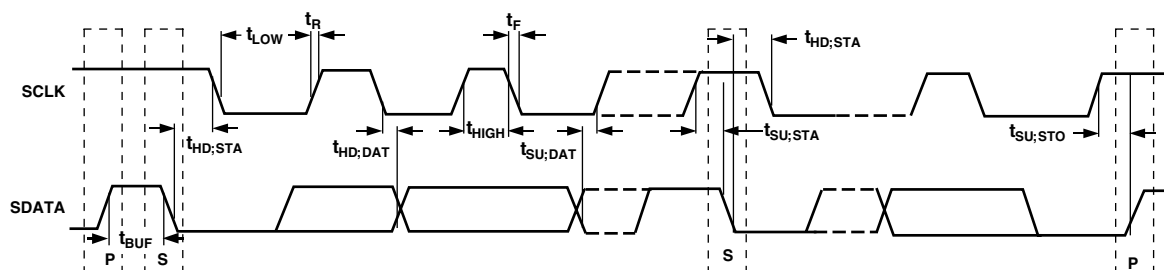 tR
tF
tLOW
tHD;STA
SCLK
tHD;STA
tHD;DAT
tHIGH
tSU;DAT
tSU;STA
tSU;STO
SDATA
tBUF
P
S
S
P